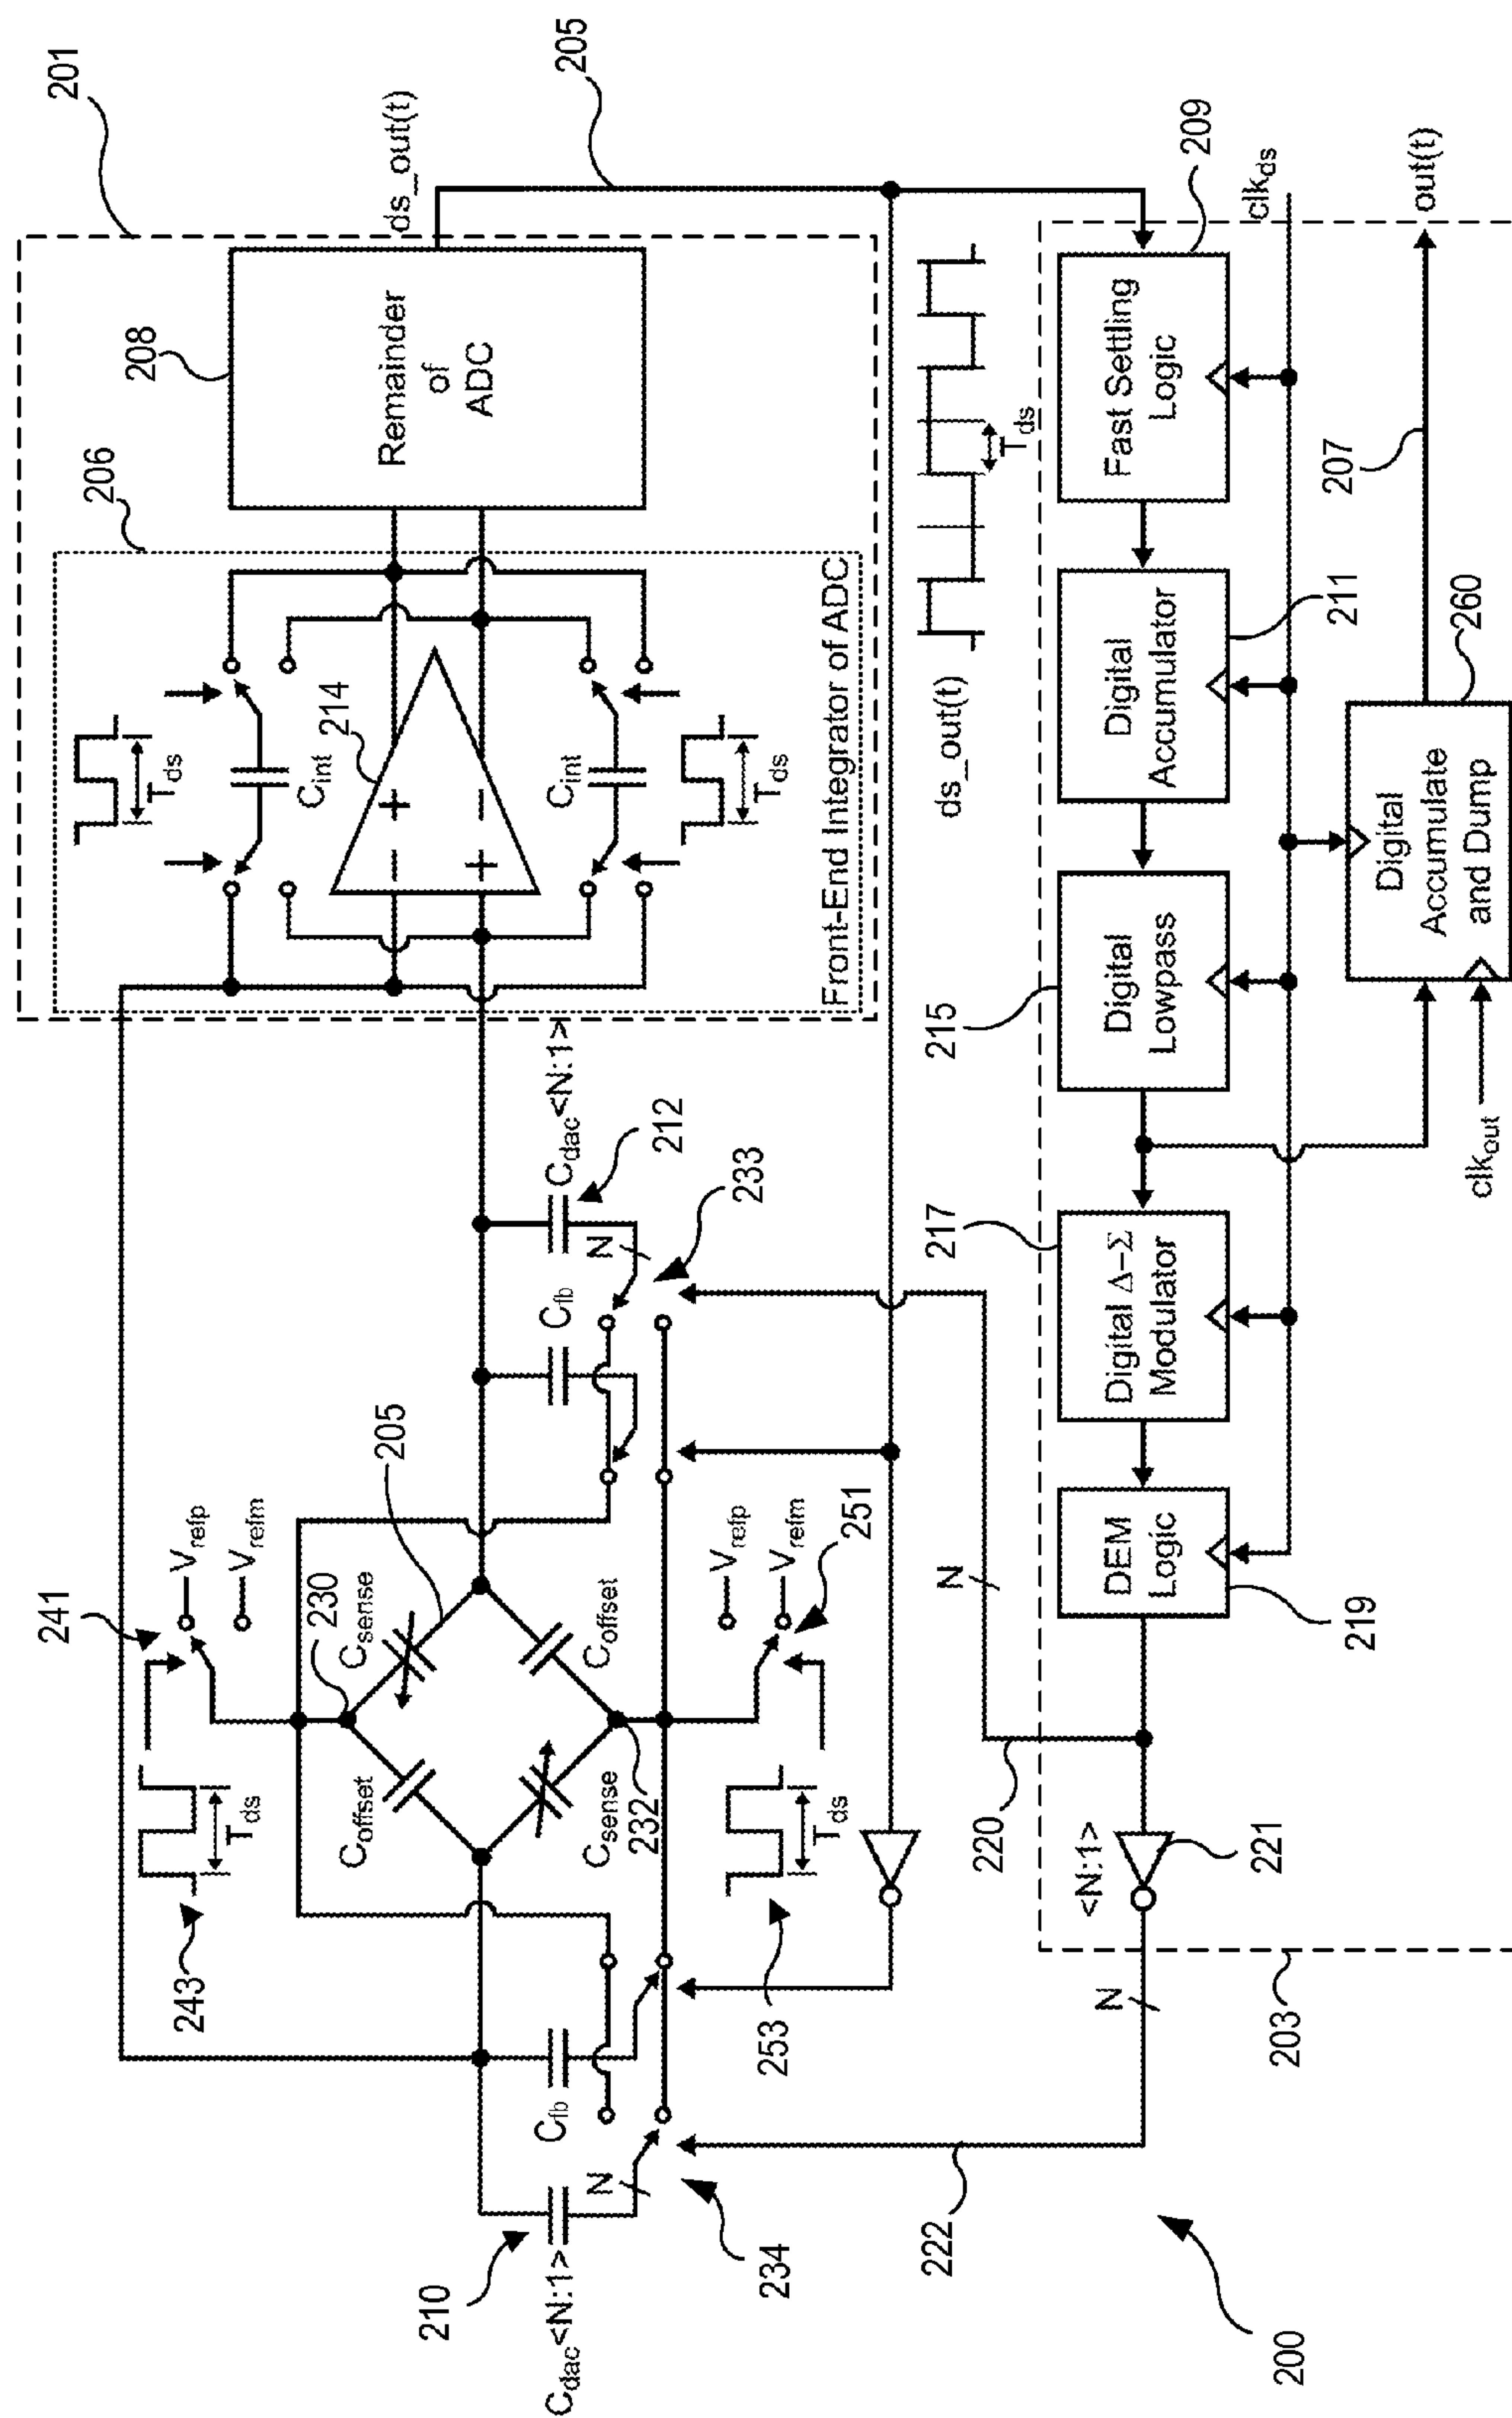 201
205
ds_out(t)
208
Remainder
of
ADC
206
Front-End Integrator of ADC
214
+
−
−
+
C_int
T_ds
C_int
T_ds
241
243
T_ds
V_refp
V_refm
230
C_sense
205
C_offset
C_offset
C_sense
232
V_refp
V_refm
251
253
T_ds
C_fb
C_dac<N:1>
212
N
233
C_fb
210
C_dac<N:1>
N
234
ds_out(t)
T_ds
209
Fast Settling
Logic
clk_ds
Digital
Accumulator
211
215
Digital
Lowpass
217
Digital Δ−Σ
Modulator
DEM
Logic
219
N
220
<N:1>
221
N
222
203
Digital
Accumulate
and Dump
260
clk_out
207
out(t)
200